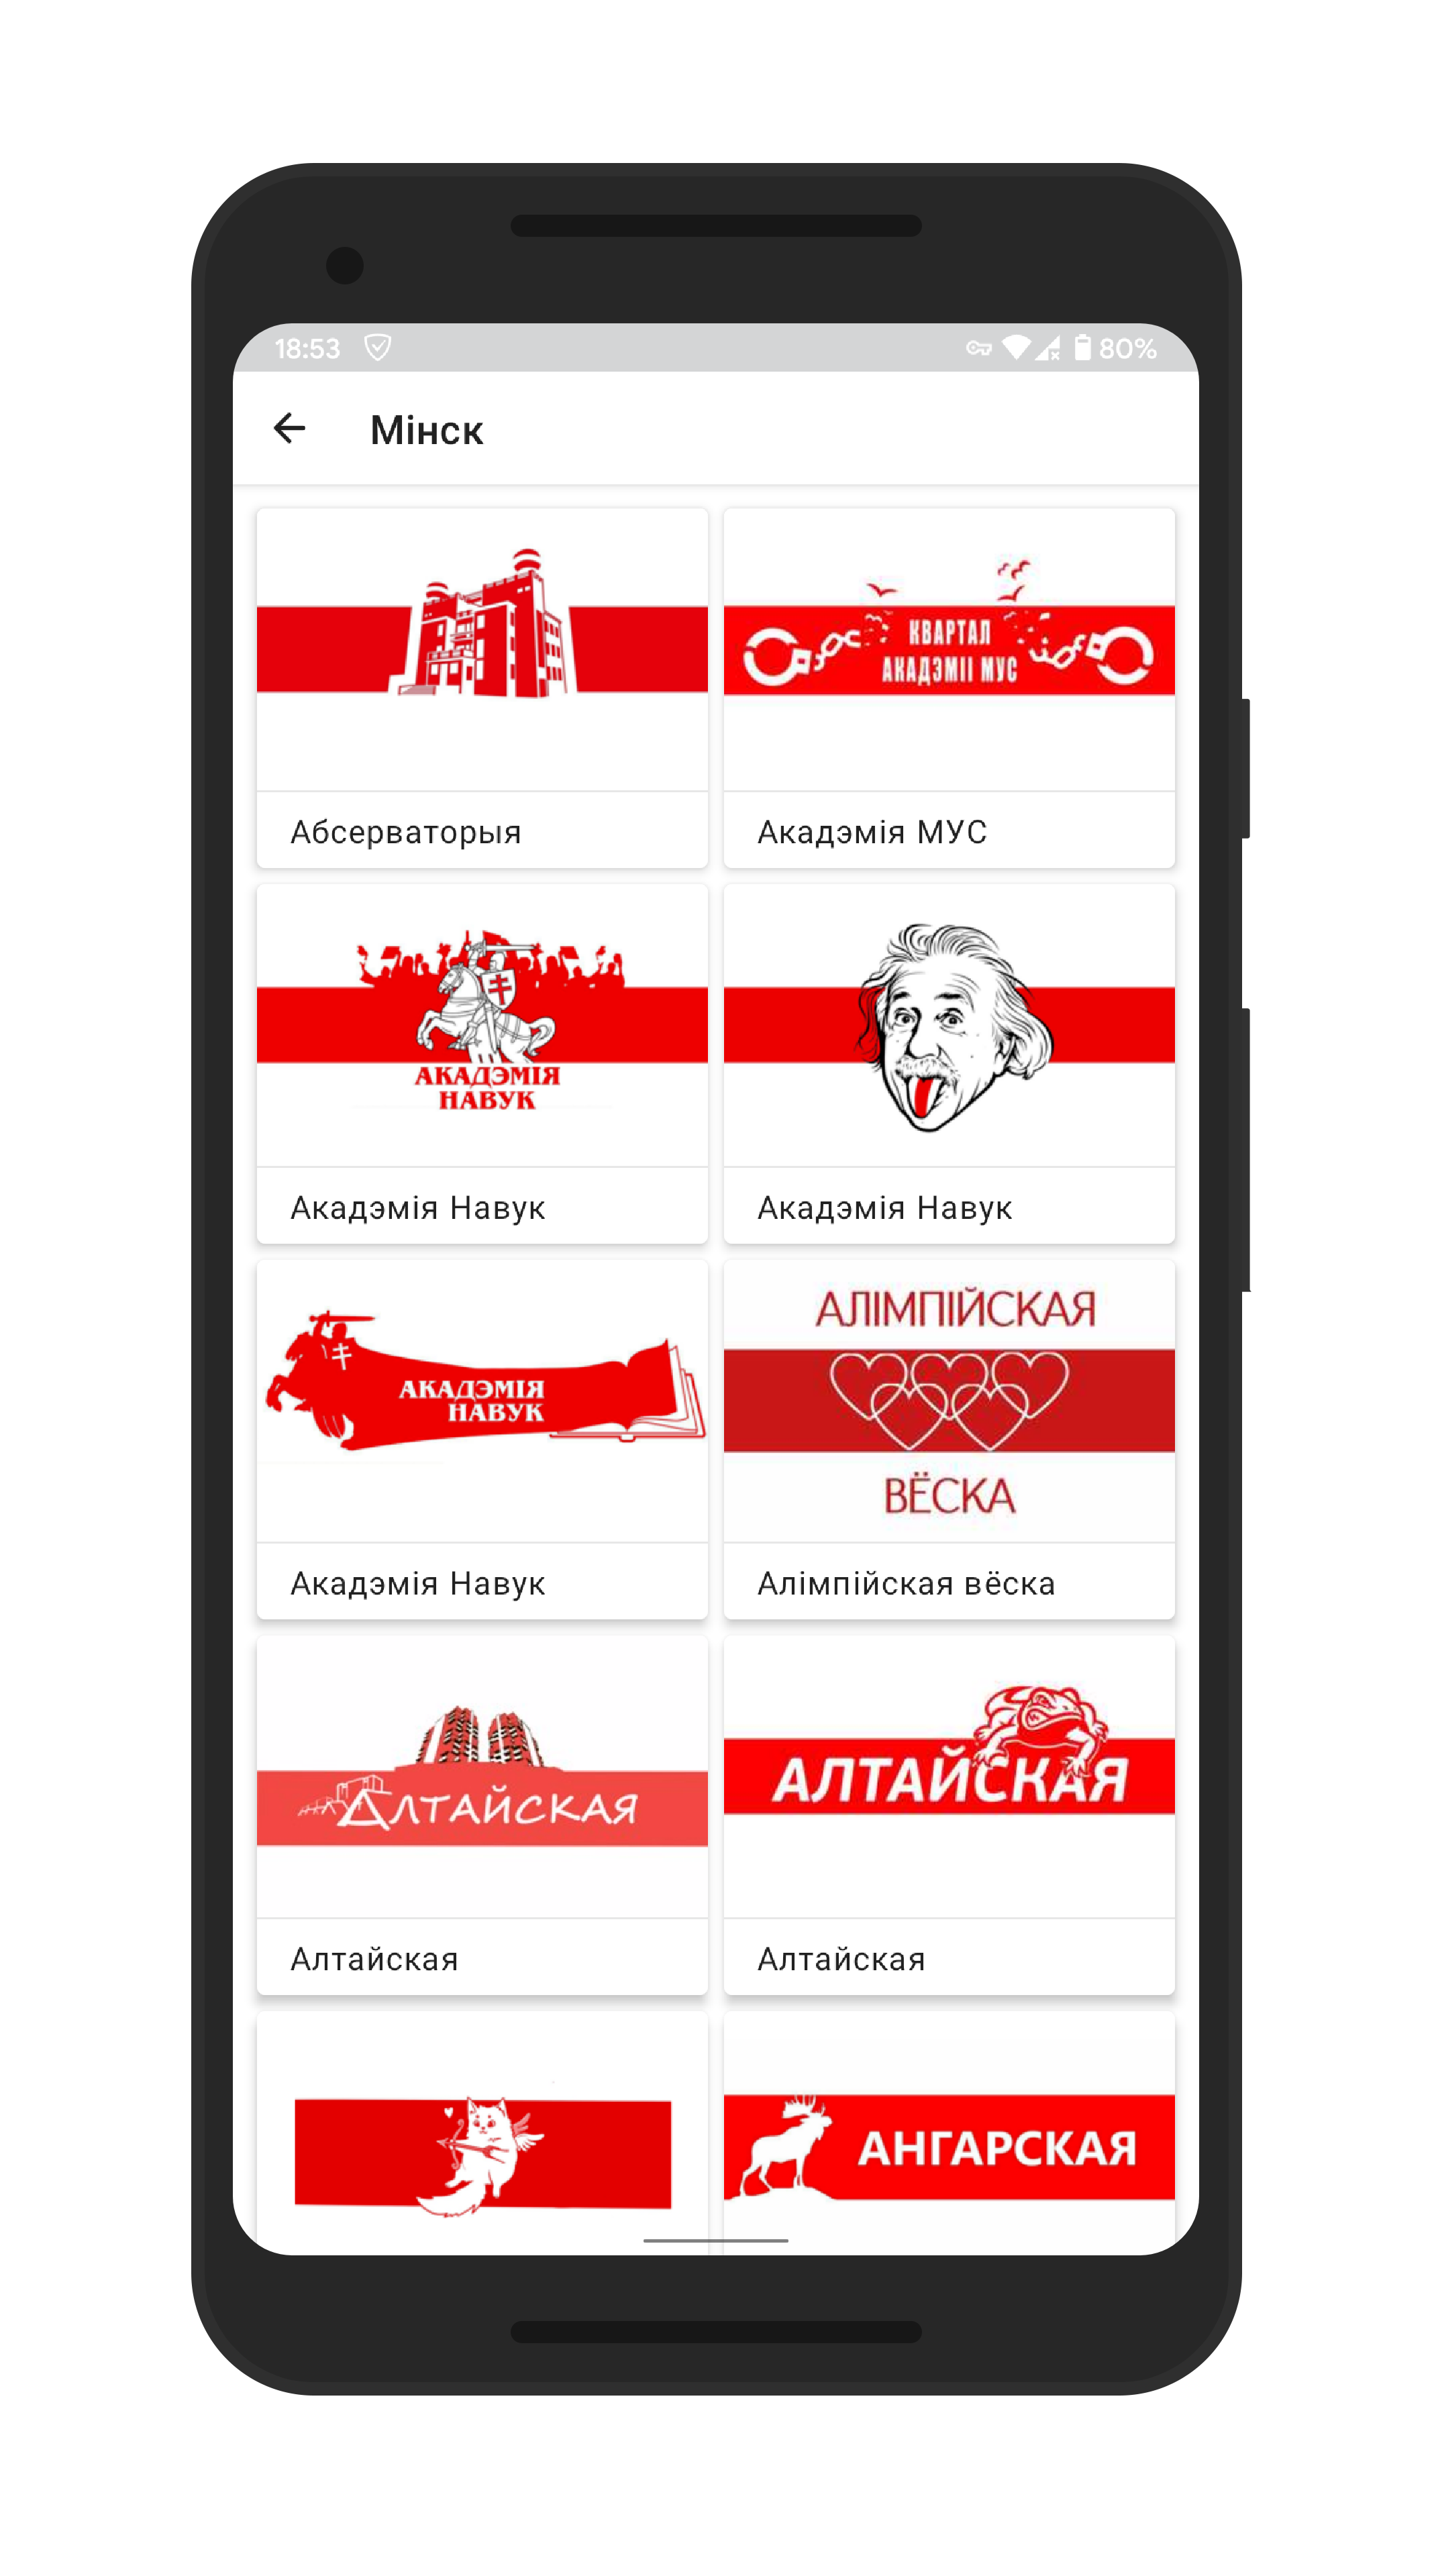 18:53
80%
Мінск
КВАРТАЛ
АКАДЭМІІ МУС
Абсерваторыя
Акадэмія МУС
АКАДЭМІЯ
НАВУК
Акадэмія Навук
Акадэмія Навук
АКАДЭМІЯ
НАВУК
АЛІМПІЙСКАЯ
ВЁСКА
Акадэмія Навук
Алімпійская вёска
АЛТАЙСКАЯ
АЛТАЙСКАЯ
Алтайская
Алтайская
АНГАРСКАЯ